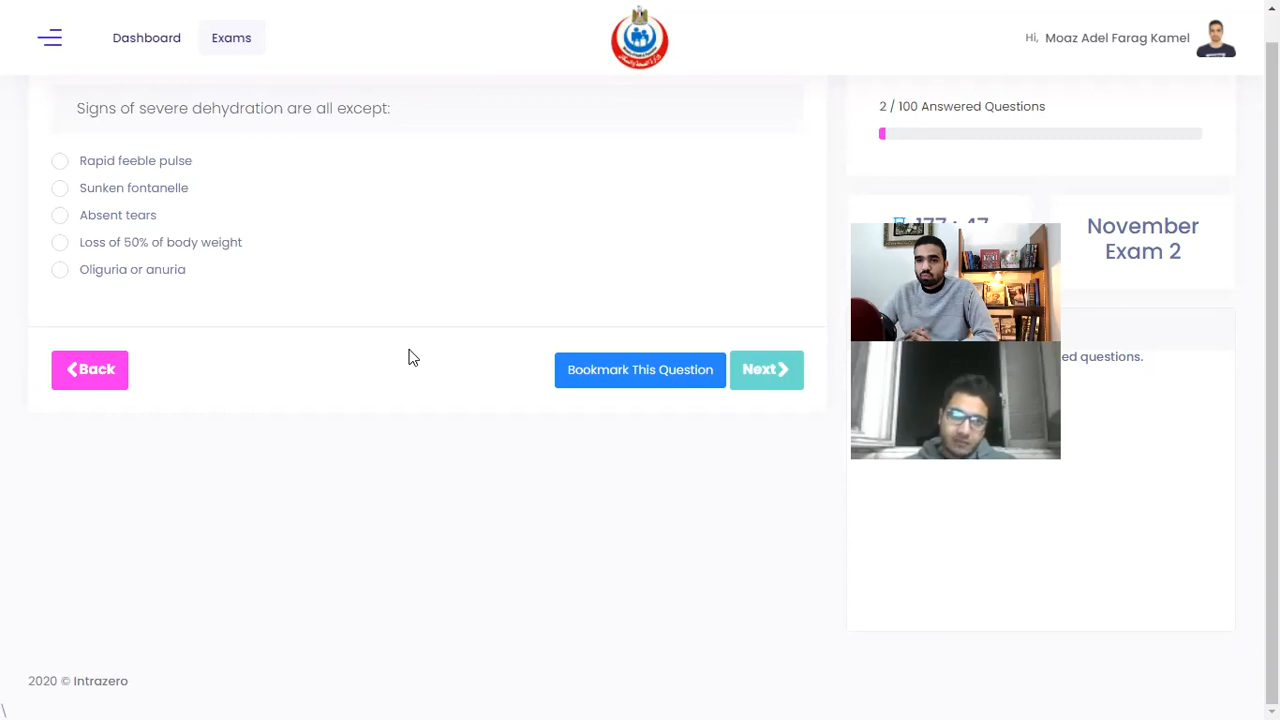 Dashboard
Exams
Hi, Moaz Adel Farag Kamel
Signs of severe dehydration are all except:
Rapid feeble pulse
Sunken fontanelle
Absent tears
Loss of 50% of body weight
Oliguria or anuria
Back
Bookmark This Question
Next
2 / 100 Answered Questions
177 : 47
November
Exam 2
ed questions.
2020 © Intrazero
\